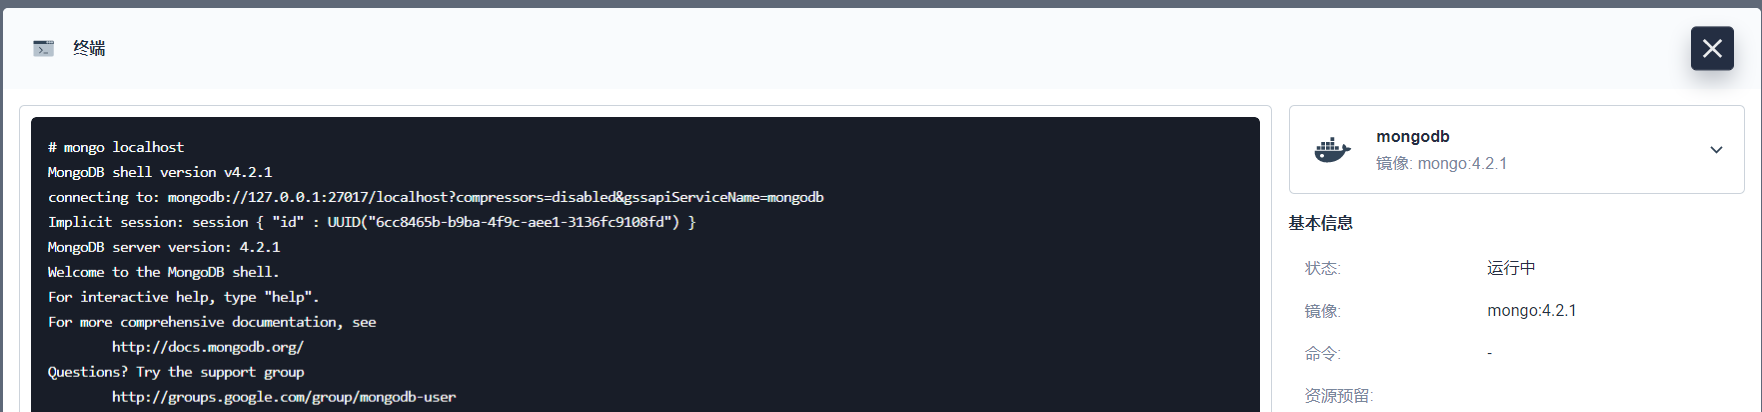 终端
# mongo localhost
MongoDB shell version v4.2.1
connecting to: mongodb://127.0.0.1:27017/localhost?compressors=disabled&gssapiServiceName=mongodb
Implicit session: session { "id" : UUID("6cc8465b-b9ba-4f9c-aee1-3136fc9108fd") }
MongoDB server version: 4.2.1
Welcome to the MongoDB shell.
For interactive help, type "help".
For more comprehensive documentation, see
http://docs.mongodb.org/
Questions? Try the support group
http://groups.google.com/group/mongodb-user
mongodb
镜像: mongo:4.2.1
基本信息
状态: 运行中
镜像: mongo:4.2.1
命令: -
资源预留: